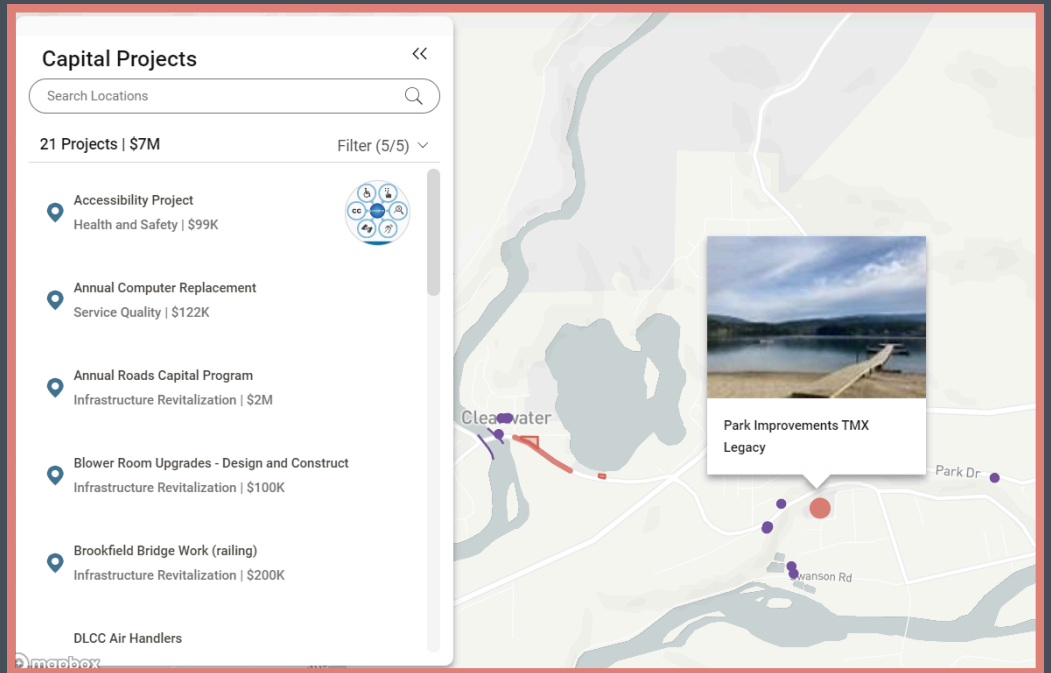 Capital Projects
Search Locations
21 Projects | $7M
Filter (5/5)
Accessibility Project
Health and Safety | $99K
CC
Annual Computer Replacement
Service Quality | $122K
Annual Roads Capital Program
Infrastructure Revitalization | $2M
Blower Room Upgrades - Design and Construct
Infrastructure Revitalization | $100K
Brookfield Bridge Work (railing)
Infrastructure Revitalization | $200K
DLCC Air Handlers
mapbox
Clearwater
Park Improvements TMX
Legacy
Park Dr
Swanson Rd